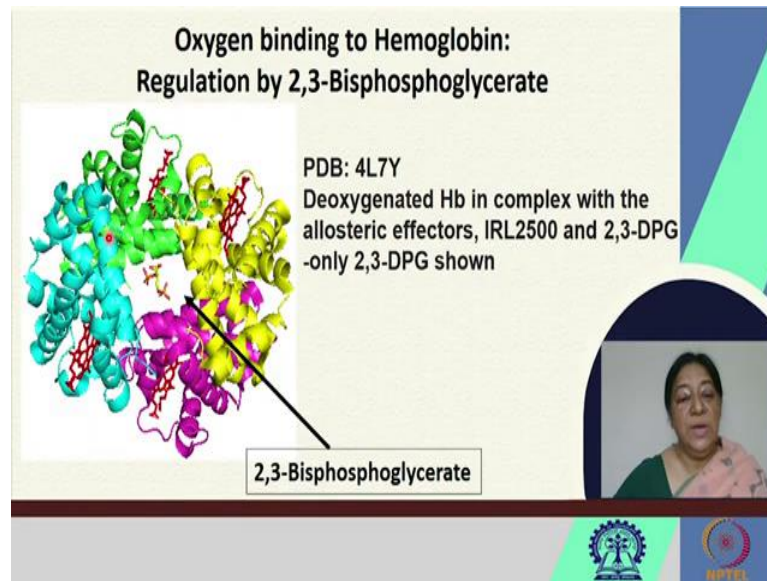 Oxygen binding to Hemoglobin:
Regulation by 2,3-Bisphosphoglycerate
PDB: 4L7Y
Deoxygenated Hb in complex with the
allosteric effectors, IRL2500 and 2,3-DPG
-only 2,3-DPG shown
2,3-Bisphosphoglycerate
NPTEL